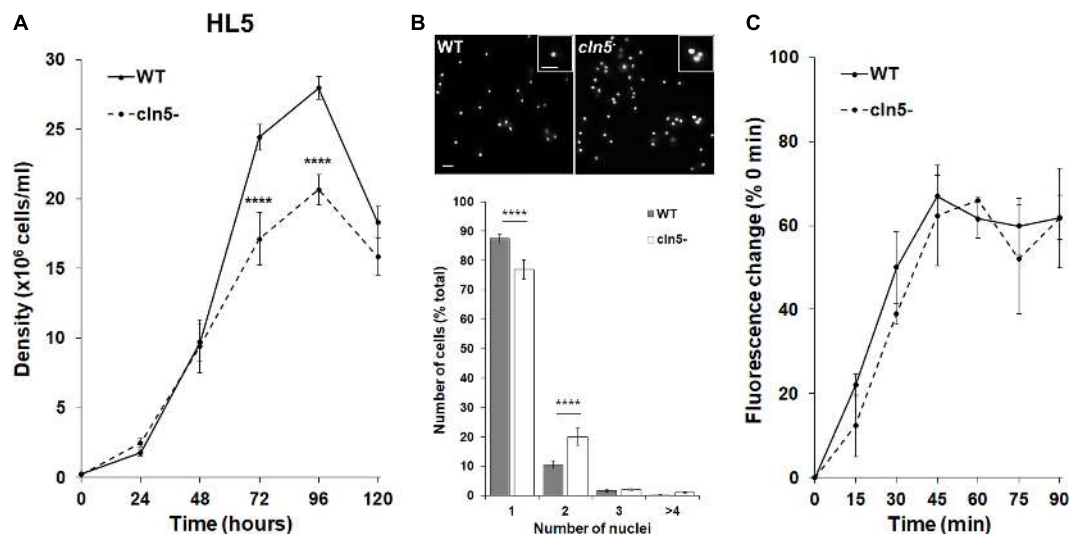 A
HL5
Density (x10⁶ cells/ml)
30
25
20
15
10
5
0
WT
cln5-
****
****
0 24 48 72 96 120
Time (hours)
B
WT
cln5-
Number of cells (% total)
100
90
80
70
60
50
40
30
20
10
0
****
****
WT
cln5-
1 2 3 >4
Number of nuclei
C
Fluorescence change (% 0 min)
100
80
60
40
20
0
WT
cln5-
0 15 30 45 60 75 90
Time (min)